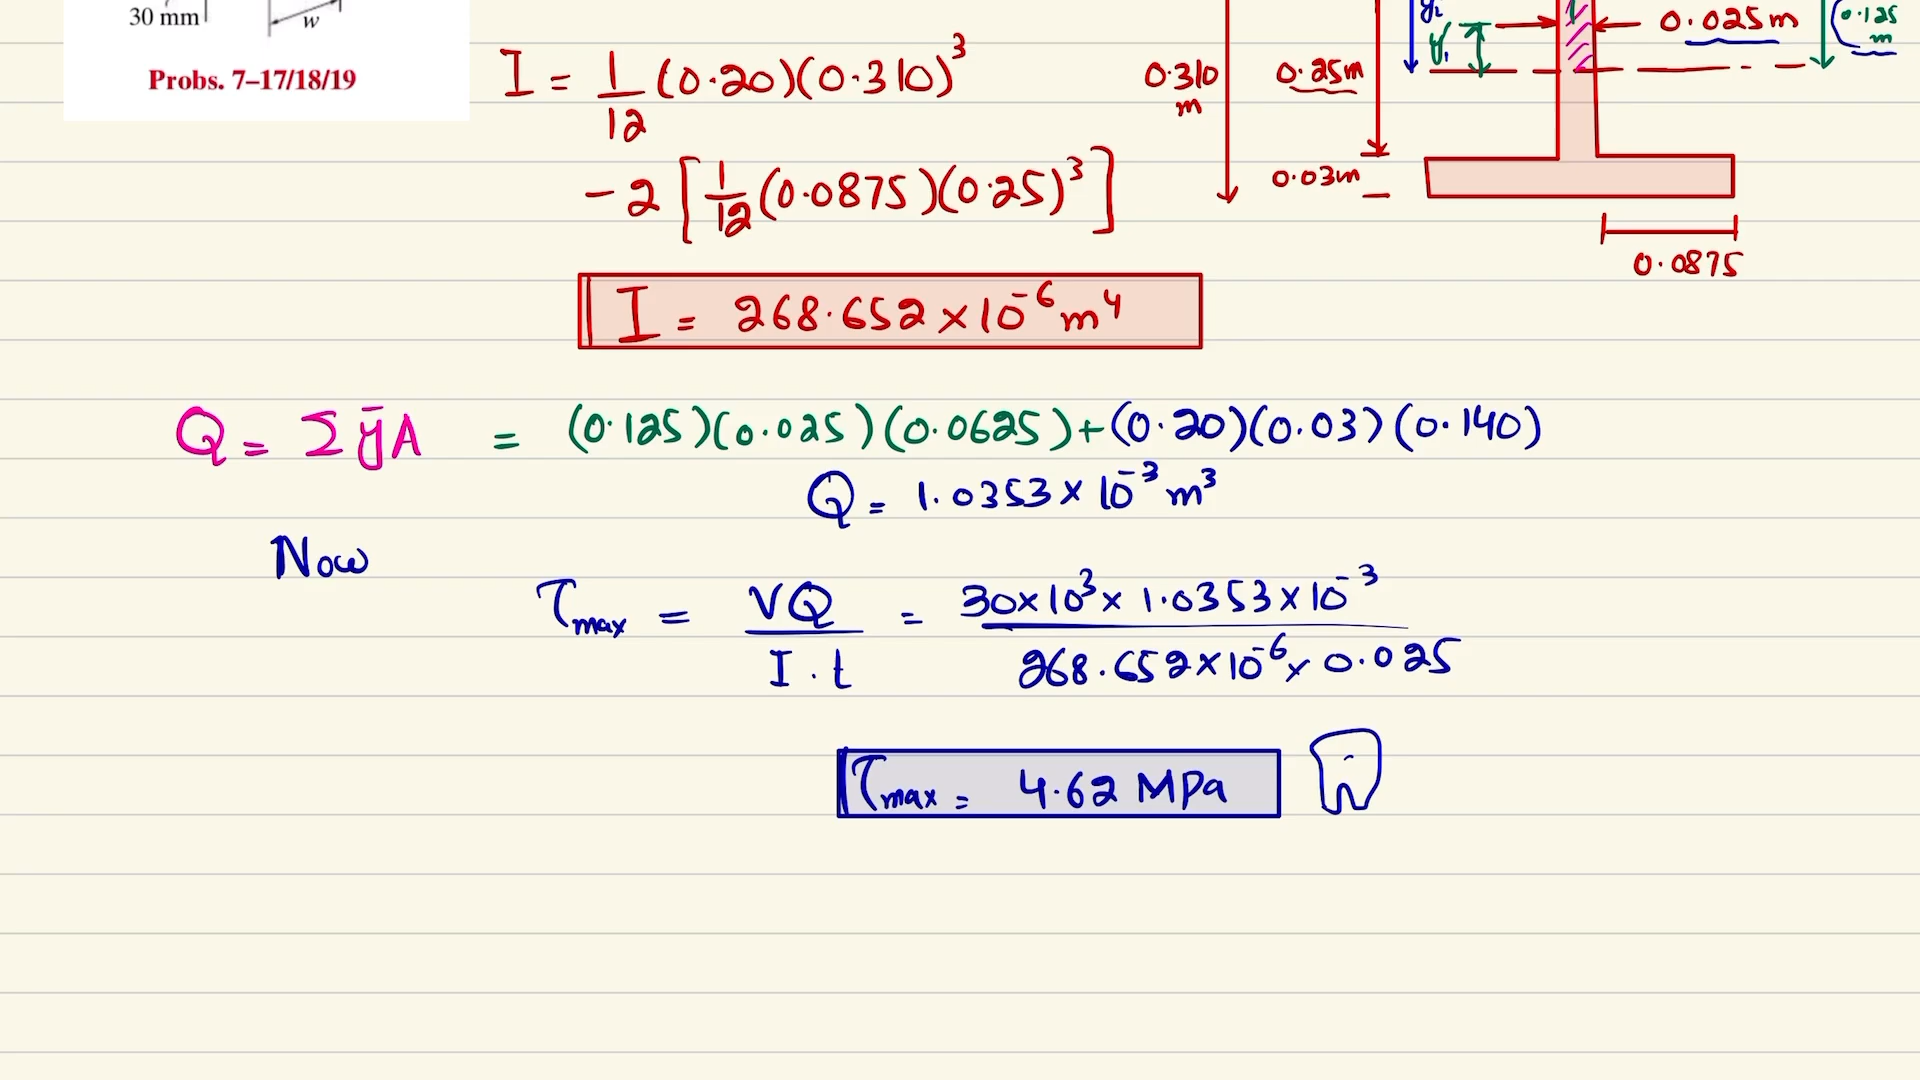 30 mm
w
Probs. 7–17/18/19
I = 1/12 (0.20)(0.310)³
- 2 [1/12 (0.0875)(0.25)³]
I = 268.652 × 10⁻⁶ m⁴
0.310 m
0.25m
0.03m
y₂
y₁
0.025m
0.125 m
0.0875
Q = Σ ȳA = (0.125)(0.025)(0.0625)+(0.20)(0.03)(0.140)
Q = 1.0353 × 10⁻³ m³
Now
τmax = VQ / I . t = 30×10³ × 1.0353×10⁻³ / 268.652×10⁻⁶ × 0.025
τmax = 4.62 MPa